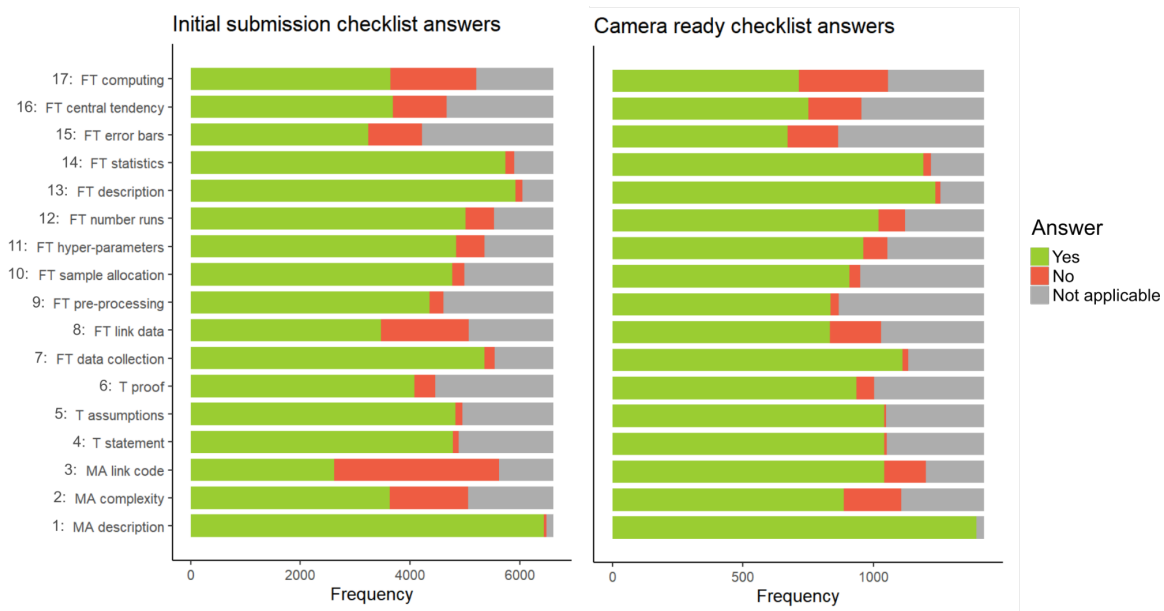 Initial submission checklist answers
Camera ready checklist answers
17: FT computing
16: FT central tendency
15: FT error bars
14: FT statistics
13: FT description
12: FT number runs
11: FT hyper-parameters
10: FT sample allocation
9: FT pre-processing
8: FT link data
7: FT data collection
6: T proof
5: T assumptions
4: T statement
3: MA link code
2: MA complexity
1: MA description
0 2000 4000 6000
Frequency
0 500 1000
Frequency
Answer
Yes
No
Not applicable